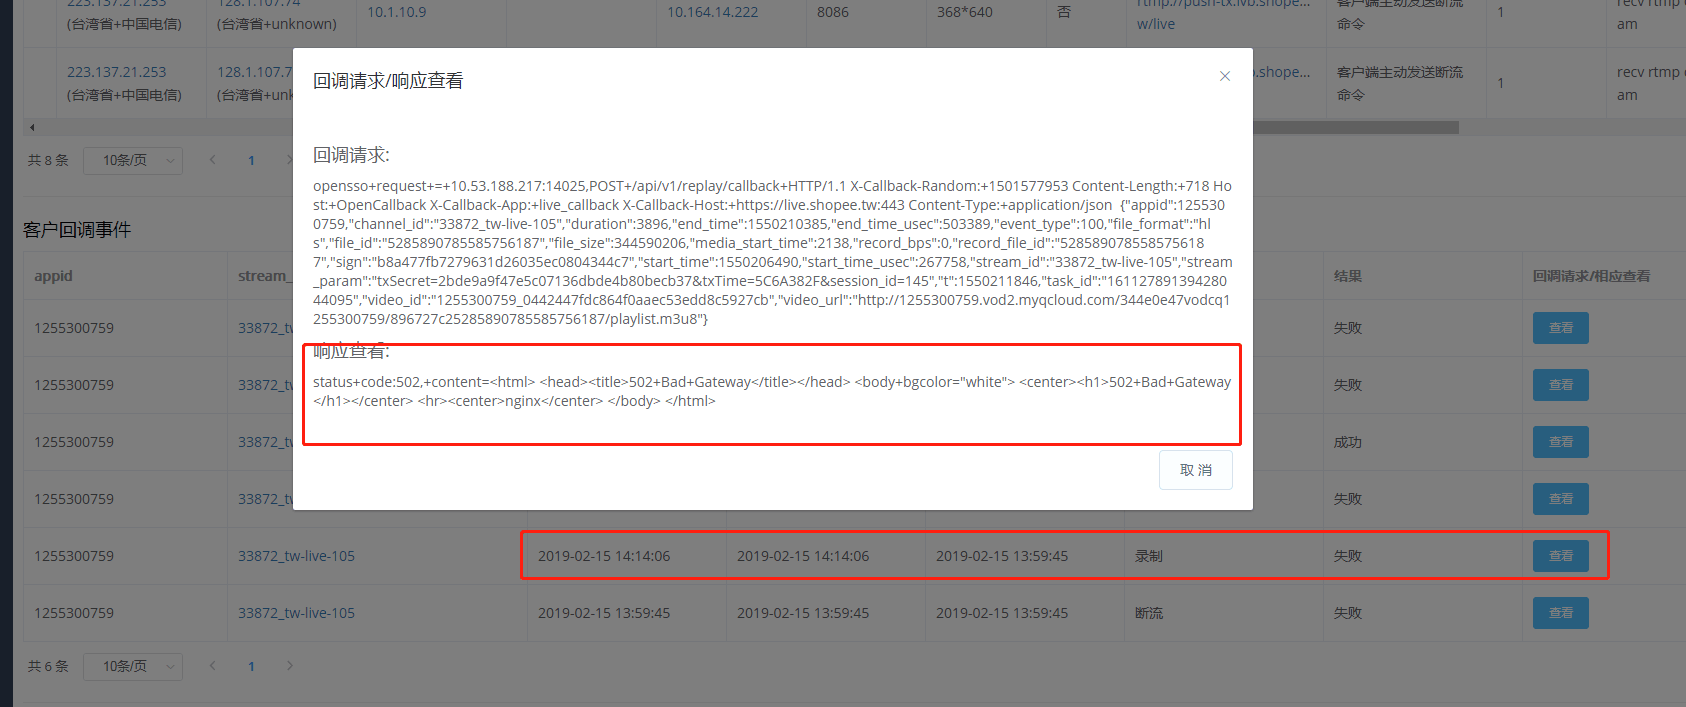 223.137.21.253 128.1.107.74 rtmp://push-tx.lvb.shope... 客户端主动发送断流 recv rtmp
10.1.10.9 10.164.14.222 8086 368*640 否 1
(台湾省+中国电信) (台湾省+unknown) w/live 命令 am
回调请求/响应查看
223.137.21.253 128.1.107.7 .shope... 客户端主动发送断流 recv rtmp
1
(台湾省+中国电信) (台湾省+unk 命令 am
共 8 条 10条/页 1
回调请求:
opensso+request+=+10.53.188.217:14025,POST+/api/v1/replay/callback+HTTP/1.1 X-Callback-Random:+1501577953 Content-Length:+718 Ho
st:+OpenCallback X-Callback-App:+live_callback X-Callback-Host:+https://live.shopee.tw:443 Content-Type:+application/json {"appid":125530
0759,"channel_id":"33872_tw-live-105","duration":3896,"end_time":1550210385,"end_time_usec":503389,"event_type":100,"file_format":"hl
s","file_id":"5285890785585756187","file_size":344590206,"media_start_time":2138,"record_bps":0,"record_file_id":"528589078558575618
7","sign":"b8a477fb7279631d26035ec0804344c7","start_time":1550206490,"start_time_usec":267758,"stream_id":"33872_tw-live-105","stream
_param":"txSecret=2bde9a9f47e5c07136dbde4b80becb37&txTime=5C6A382F&session_id=145","t":1550211846,"task_id":"161127891394280
44095","video_id":"1255300759_0442447fdc864f0aaec53edd8c5927cb","video_url":"http://1255300759.vod2.myqcloud.com/344e0e47vodcq1
255300759/896727c25285890785585756187/playlist.m3u8"}
响应查看:
status+code:502,+content=<html> <head><title>502+Bad+Gateway</title></head> <body+bgcolor="white"> <center><h1>502+Bad+Gateway
</h1></center> <hr><center>nginx</center> </body> </html>
取 消
客户回调事件
appid stream_ 结果 回调请求/相应查看
1255300759 33872_tw 失败 查看
1255300759 33872_tw 失败 查看
1255300759 33872_tw 成功 查看
1255300759 33872_tw 失败 查看
1255300759 33872_tw-live-105 2019-02-15 14:14:06 2019-02-15 14:14:06 2019-02-15 13:59:45 录制 失败 查看
1255300759 33872_tw-live-105 2019-02-15 13:59:45 2019-02-15 13:59:45 2019-02-15 13:59:45 断流 失败 查看
共 6 条 10条/页 1